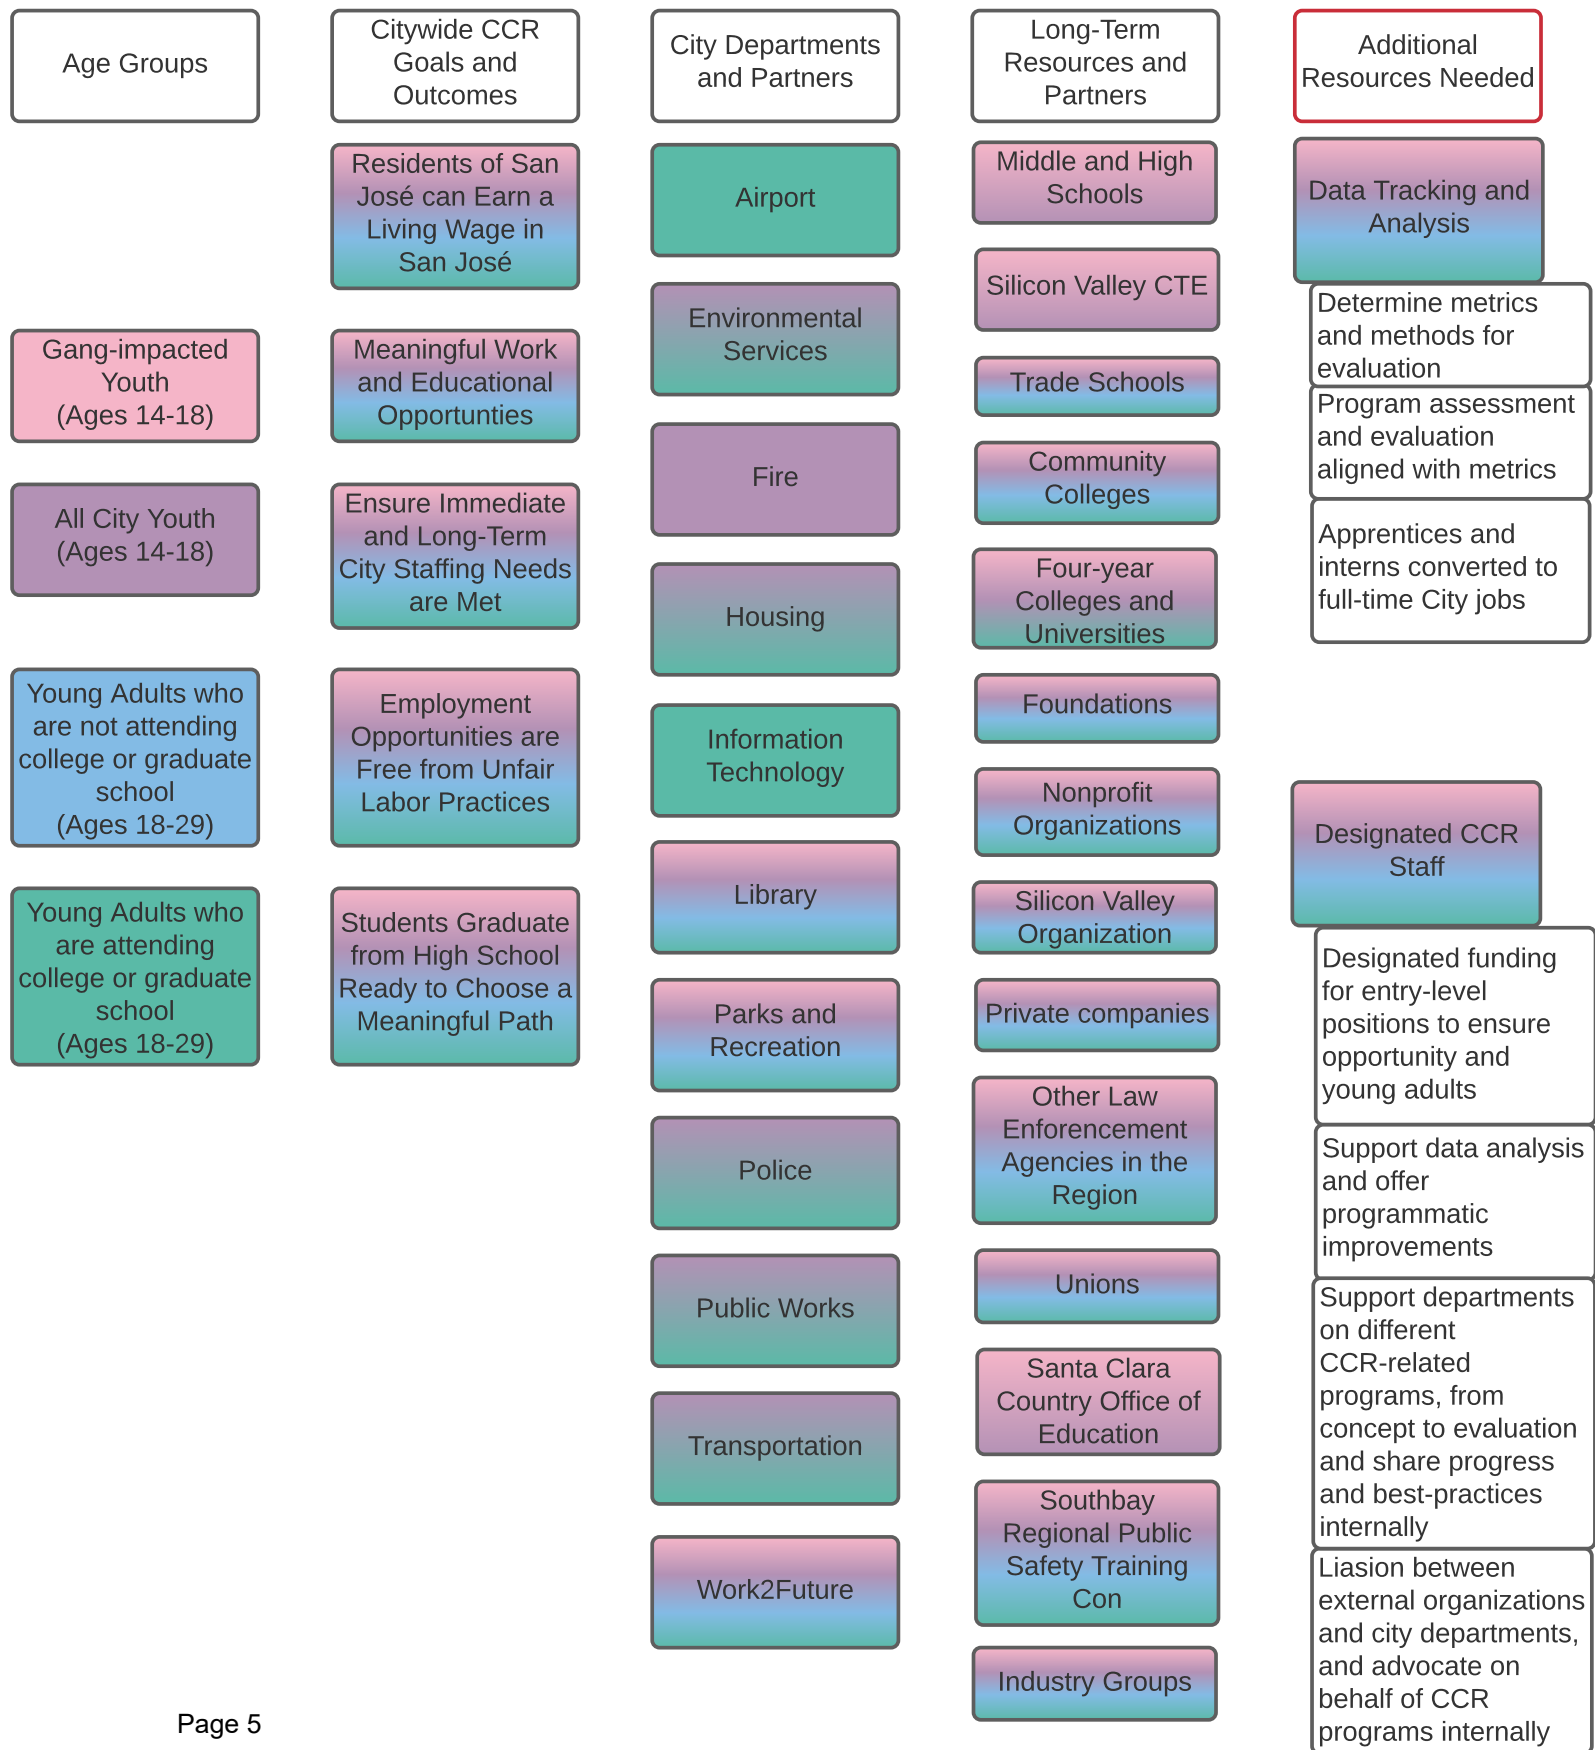 Age Groups
Citywide CCR
Goals and
Outcomes
City Departments
and Partners
Long-Term
Resources and
Partners
Additional
Resources Needed
Gang-impacted
Youth
(Ages 14-18)
All City Youth
(Ages 14-18)
Young Adults who
are not attending
college or graduate
school
(Ages 18-29)
Young Adults who
are attending
college or graduate
school
(Ages 18-29)
Residents of San
José can Earn a
Living Wage in
San José
Meaningful Work
and Educational
Opportunties
Ensure Immediate
and Long-Term
City Staffing Needs
are Met
Employment
Opportunities are
Free from Unfair
Labor Practices
Students Graduate
from High School
Ready to Choose a
Meaningful Path
Airport
Environmental
Services
Fire
Housing
Information
Technology
Library
Parks and
Recreation
Police
Public Works
Transportation
Work2Future
Middle and High
Schools
Silicon Valley CTE
Trade Schools
Community
Colleges
Four-year
Colleges and
Universities
Foundations
Nonprofit
Organizations
Silicon Valley
Organization
Private companies
Other Law
Enforencement
Agencies in the
Region
Unions
Santa Clara
Country Office of
Education
Southbay
Regional Public
Safety Training
Con
Industry Groups
Data Tracking and
Analysis
Determine metrics
and methods for
evaluation
Program assessment
and evaluation
aligned with metrics
Apprentices and
interns converted to
full-time City jobs
Designated CCR
Staff
Designated funding
for entry-level
positions to ensure
opportunity and
young adults
Support data analysis
and offer
programmatic
improvements
Support departments
on different
CCR-related
programs, from
concept to evaluation
and share progress
and best-practices
internally
Liasion between
external organizations
and city departments,
and advocate on
behalf of CCR
programs internally
Page 5